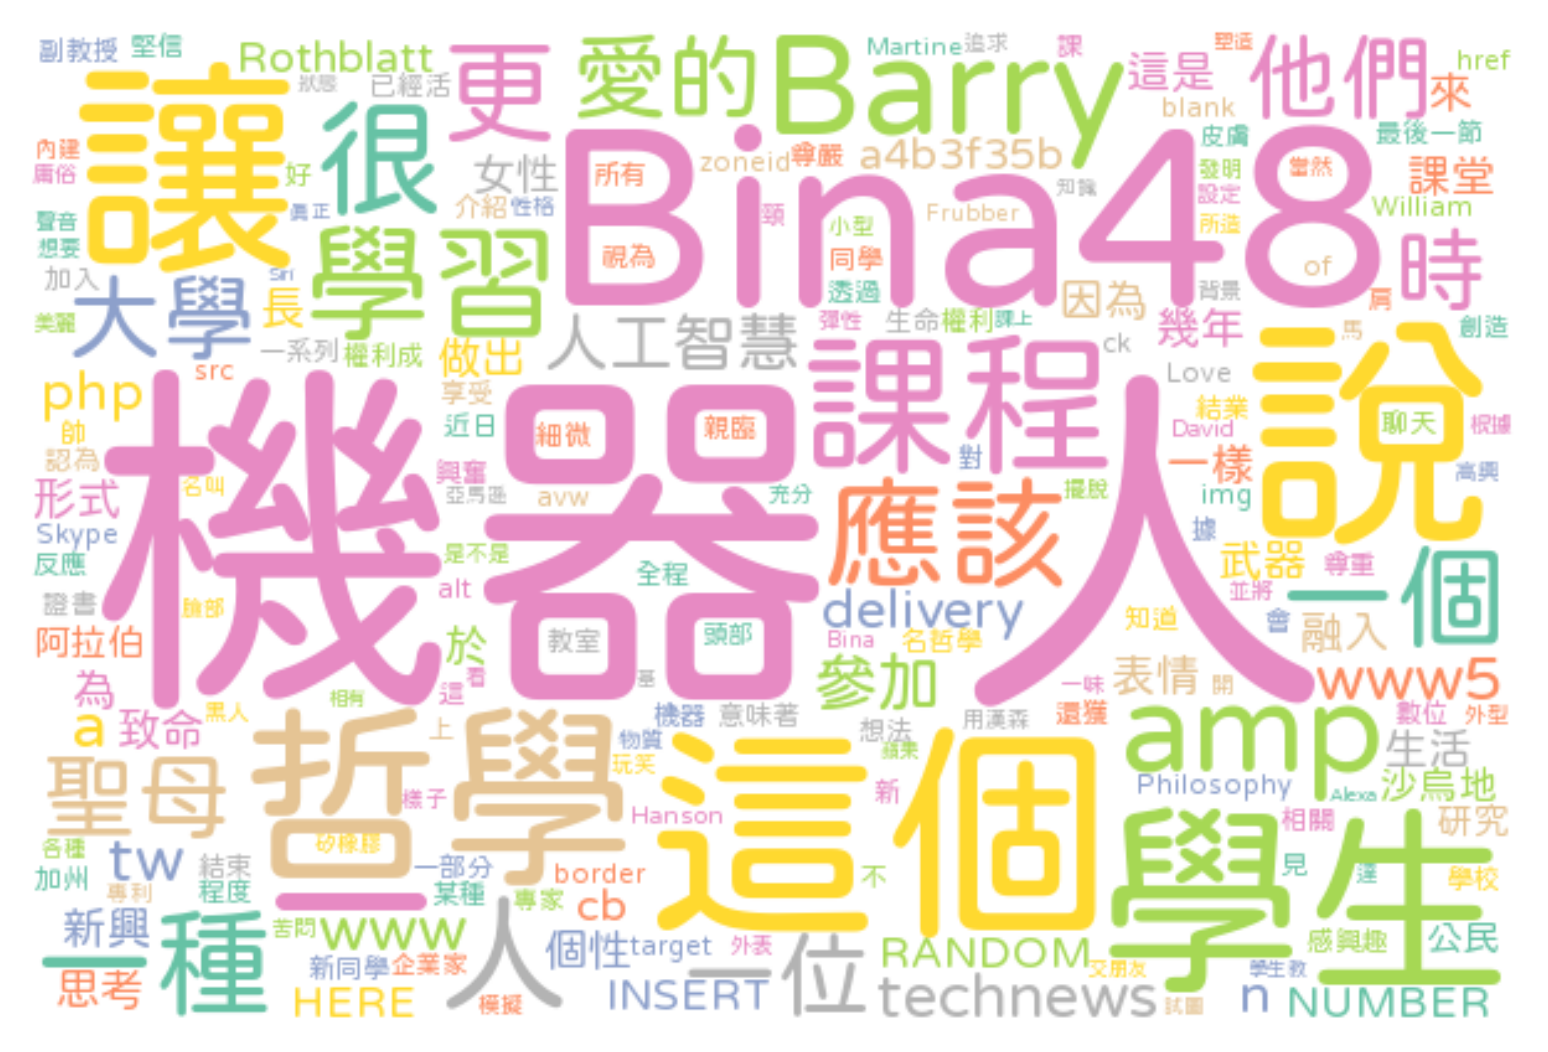 副教授
堅信
Rothblatt
更
愛的
Barry
Martine
追求
課
塑造
這是
他們
href
來
狀態
已經活
讓
很
blank
內建
庸俗
好
女性
所有
zoneid
尊嚴
a4b3f35b
皮膚
最後一節
發明
當然
課堂
Bina48
知識
設定
William
真正
介紹
性格
頸
Frubber
小型
所造
聲音
想要
學習
視為
同學
of
時
加入
Siri
大學
長
透過
因為
背景
肩
美麗
人工智慧
彈性
生命
權利
課上
幾年
馬
創造
一系列
權利成
做出
ck
src
課程
Love
說
php
享受
結業
帥
近日
細微
親臨
David
聊天
根據
認為
機器人
興奮
對
一樣
高興
形式
名叫
亞馬遜
avw
充分
擺脫
img
Skype
應該
據
反應
是不是
全程
武器
尊重
一個
證書
臉部
alt
delivery
並將
阿拉伯
於
教室
頭部
Bina
名哲學
知道
會
融入
為
這
看
基
參加
一味
表情
開
www5
相有
a
致命
黑人
上
機器
意味著
想法
用漢森
還獲
amp
數位
外型
哲學
物質
這個
蘋果
生活
聖母
樣子
玩笑
新
Philosophy
Alexa
沙烏地
Hanson
學生
相關
研究
各種
tw
矽橡膠
結束
一部分
border
不
見
達
加州
專利
程度
某種
專家
cb
學校
新興
一種
苦悶
www
人
個性
target
外表
一位
RANDOM
感興趣
公民
思考
新同學
企業家
交朋友
學生教
HERE
模擬
INSERT
technews
試圖
n
NUMBER